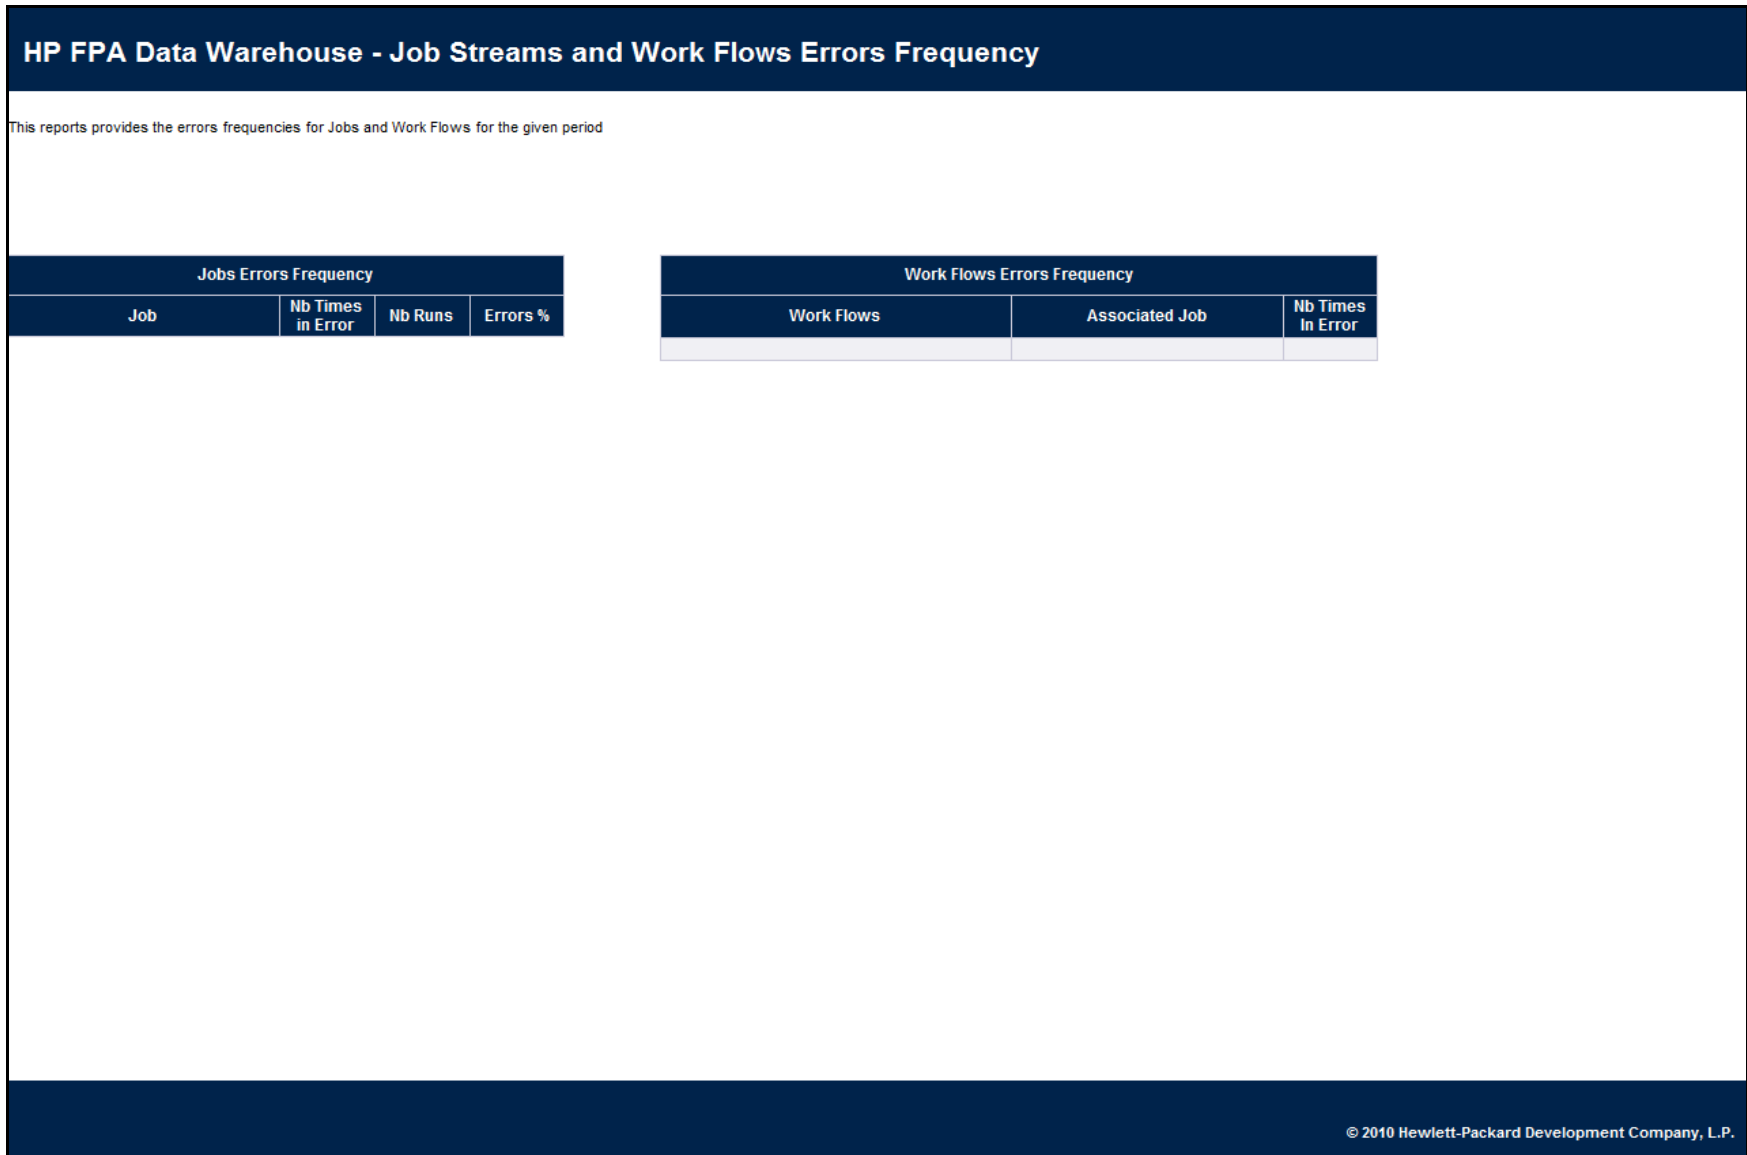 HP FPA Data Warehouse - Job Streams and Work Flows Errors Frequency
This reports provides the errors frequencies for Jobs and Work Flows for the given period
Jobs Errors Frequency
Job
Nb Times
in Error
Nb Runs
Errors %
Work Flows Errors Frequency
Work Flows
Associated Job
Nb Times
In Error
© 2010 Hewlett-Packard Development Company, L.P.